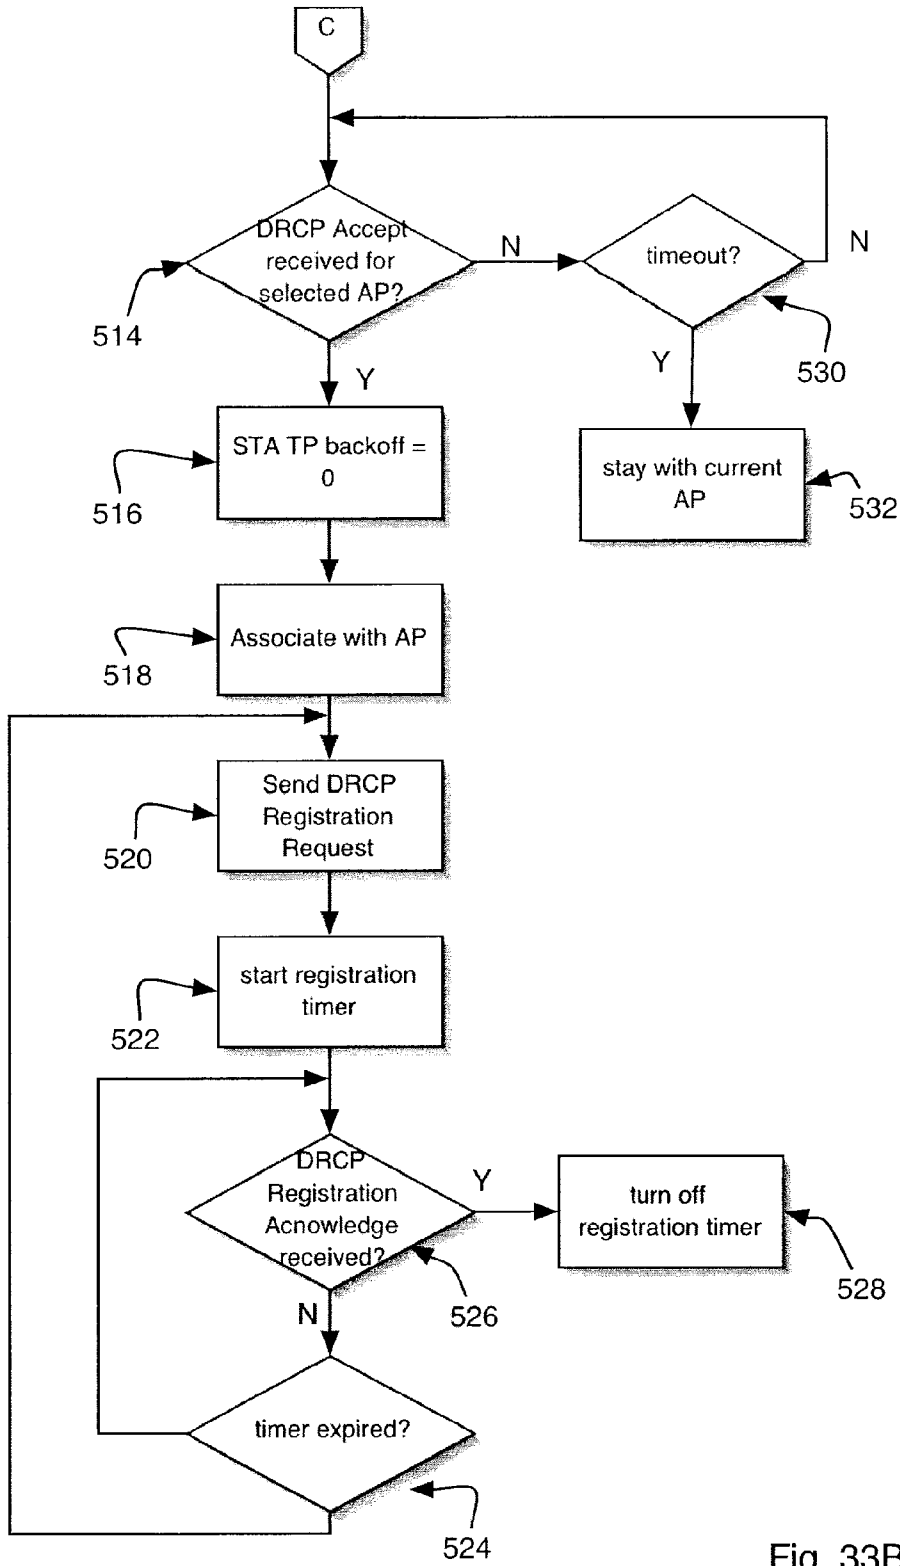 C
DRCP Accept
received for
selected AP?
N
timeout?
N
514
Y
Y
530
STA TP backoff =
0
stay with current
AP
516
532
Associate with AP
518
Send DRCP
Registration
Request
520
start registration
timer
522
DRCP
Registration
Acnowledge
received?
Y
turn off
registration timer
526
528
N
timer expired?
524
Fig. 33B